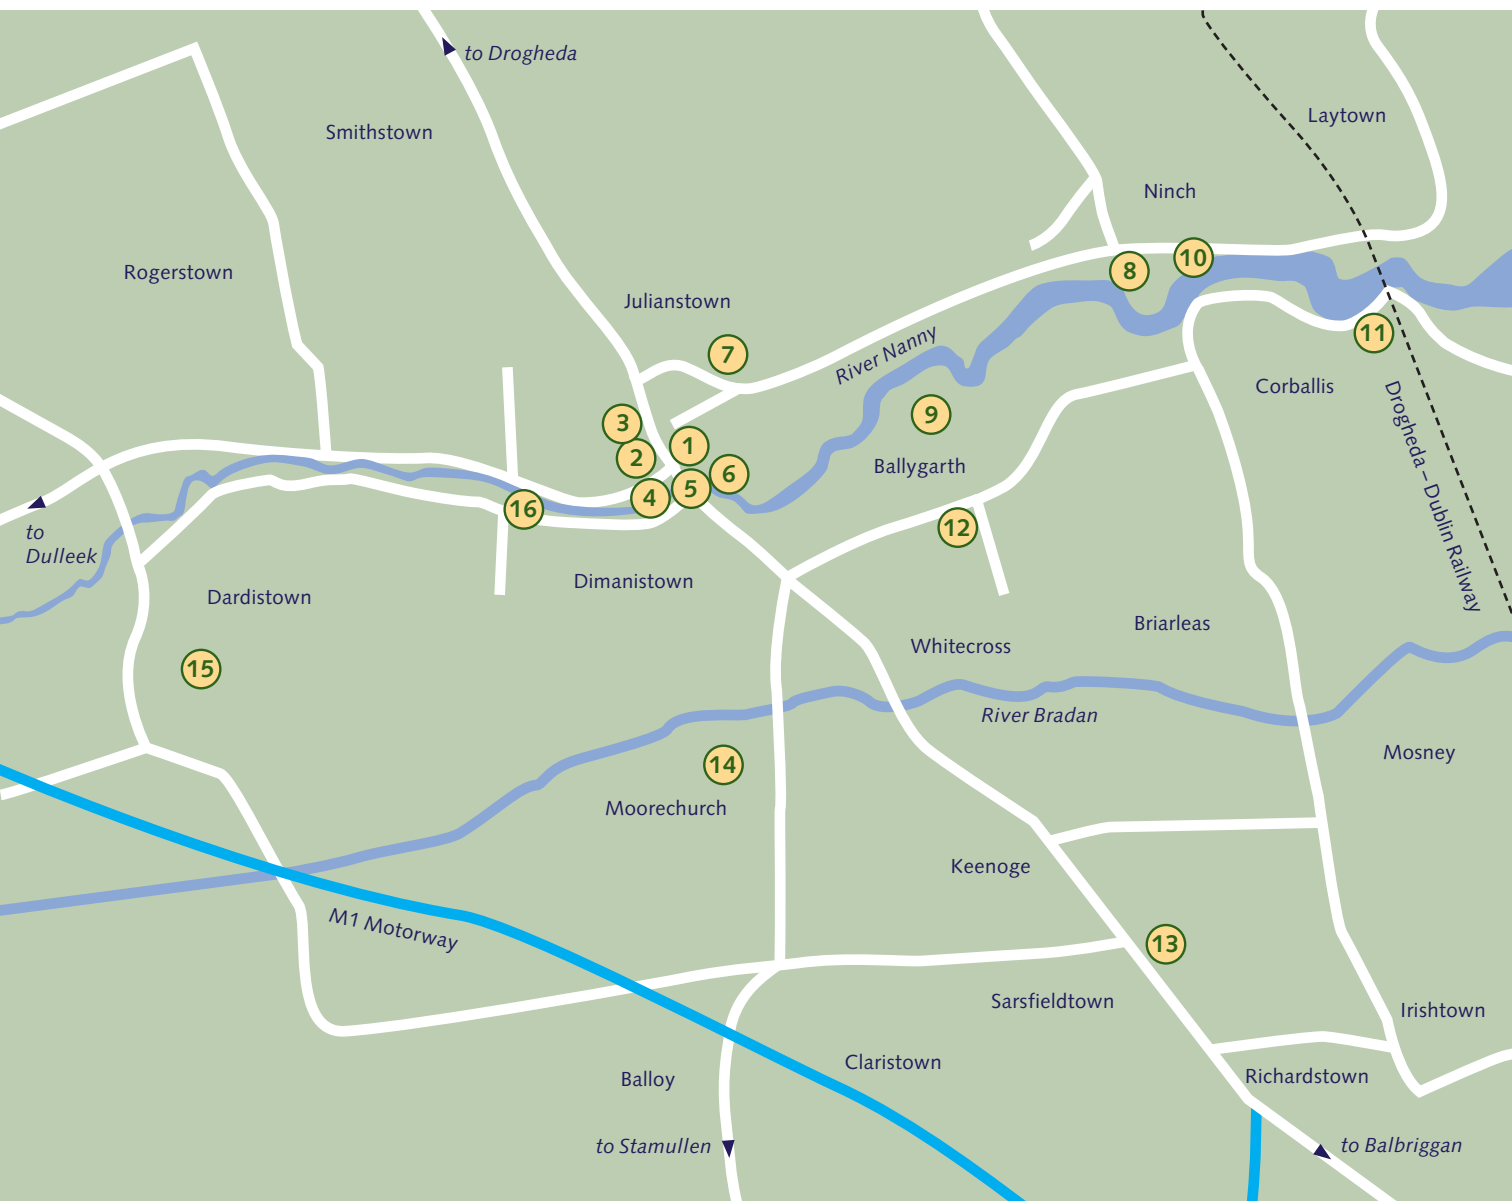 to Drogheda
Laytown
Smithstown
Ninch
10
8
Rogerstown
Julianstown
7
River Nanny
11
Corballis
9
3
1
2
Ballygarth
6
5
4
16
12
Drogheda – Dublin Railway
to
Dulleek
Dimanistown
Dardistown
Briarleas
Whitecross
15
River Bradan
Mosney
14
Moorechurch
Keenoge
M1 Motorway
13
Sarsfieldtown
Irishtown
Claristown
Richardstown
Balloy
to Stamullen
to Balbriggan